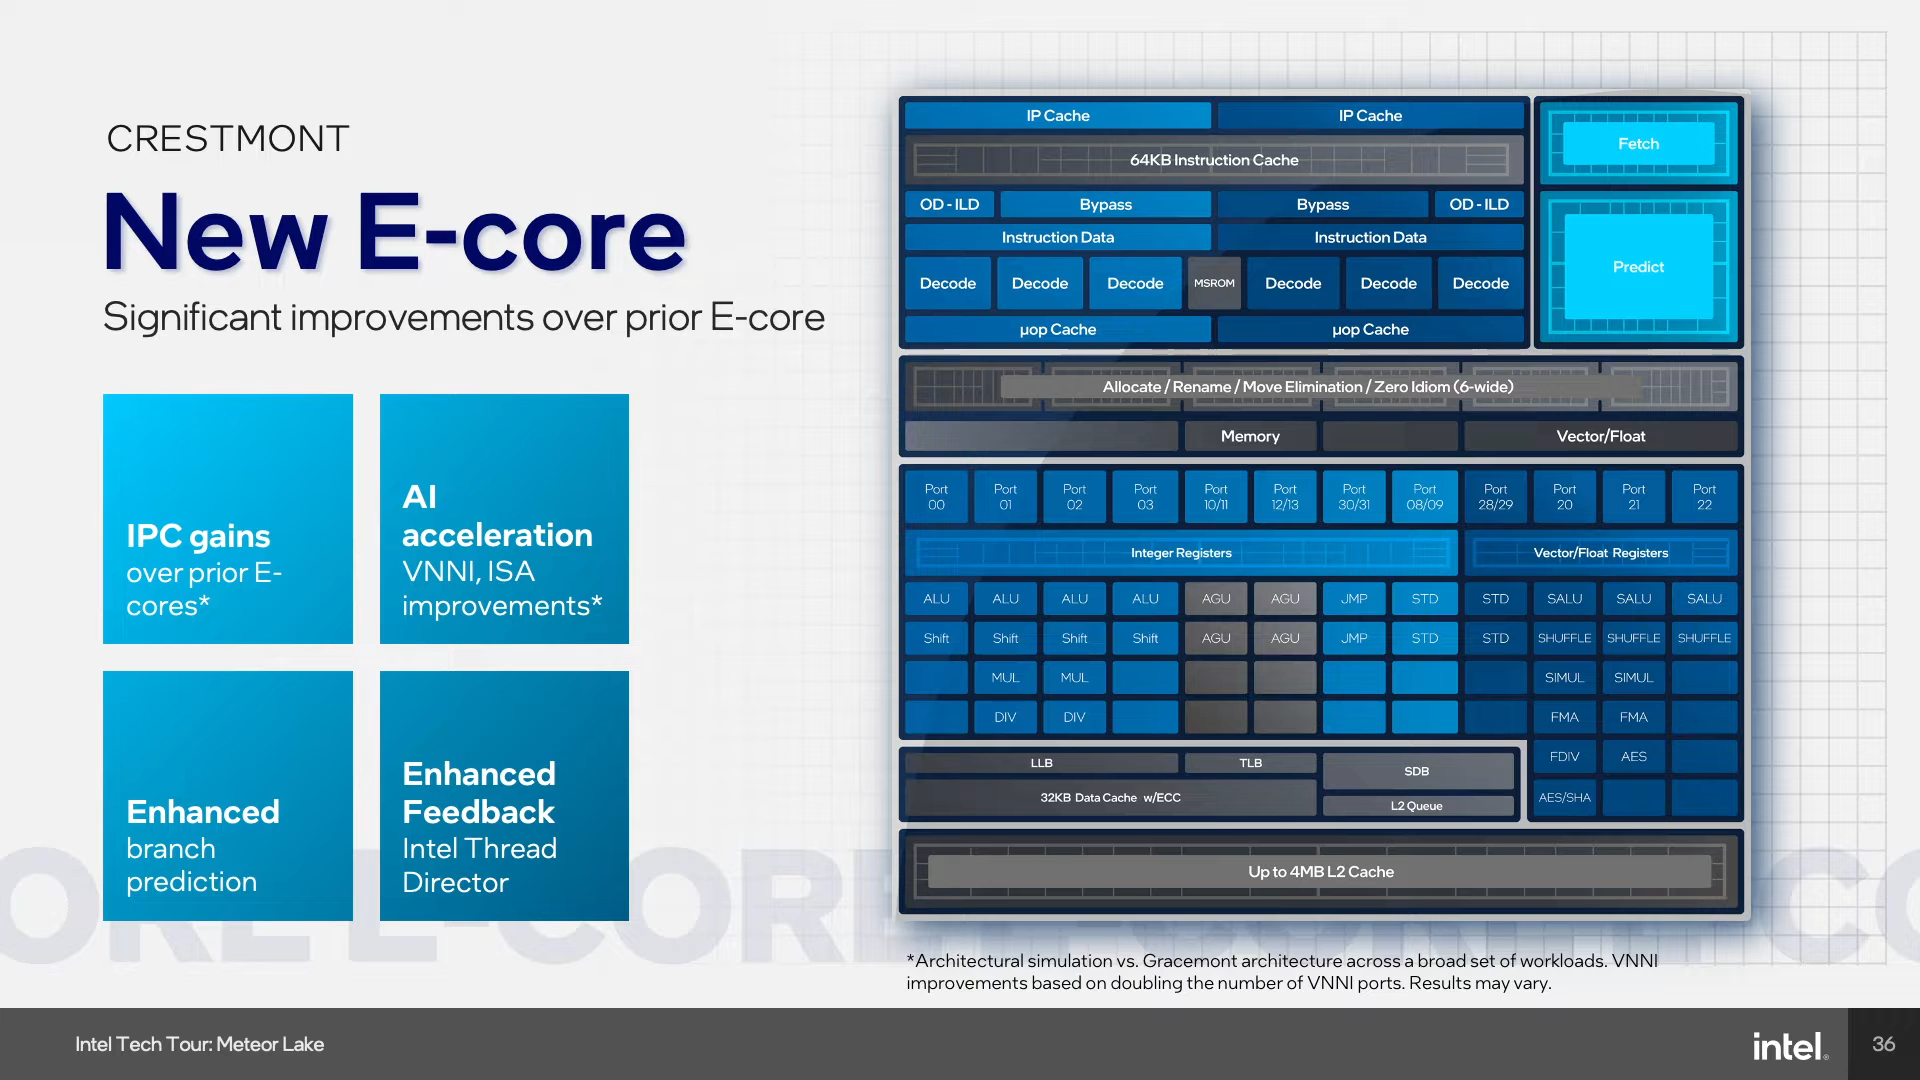 CRESTMONT
New E-core
Significant improvements over prior E-core
IPC gains
over prior E-
cores*
AI
acceleration
VNNI, ISA
improvements*
Enhanced
branch
prediction
Enhanced
Feedback
Intel Thread
Director
IP Cache IP Cache
64KB Instruction Cache
OD - ILD Bypass Bypass OD - ILD
Instruction Data Instruction Data
Decode Decode Decode MSROM Decode Decode Decode
µop Cache µop Cache
Fetch
Predict
Allocate / Rename / Move Elimination / Zero Idiom (6-wide)
Memory Vector/Float
Port 00 Port 01 Port 02 Port 03 Port 10/11 Port 12/13 Port 30/31 Port 08/09 Port 28/29 Port 20 Port 21 Port 22
Integer Registers Vector/Float Registers
ALU ALU ALU ALU AGU AGU JMP STD STD SALU SALU SALU
Shift Shift Shift Shift AGU AGU JMP STD STD SHUFFLE SHUFFLE SHUFFLE
MUL MUL SIMUL SIMUL
DIV DIV FMA FMA
FDIV AES
AES/SHA
LLB TLB SDB
32KB Data Cache w/ECC L2 Queue
Up to 4MB L2 Cache
ORE E-CORE E-CORE E-CO
*Architectural simulation vs. Gracemont architecture across a broad set of workloads. VNNI
improvements based on doubling the number of VNNI ports. Results may vary.
Intel Tech Tour: Meteor Lake
intel.
36